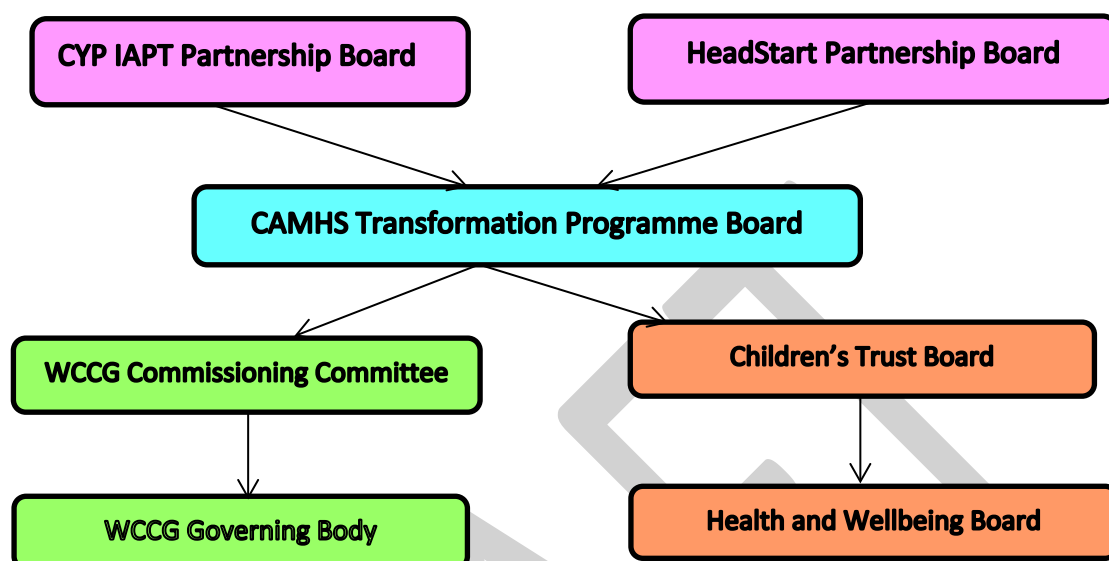 CYP IAPT Partnership Board
HeadStart Partnership Board
CAMHS Transformation Programme Board
WCCG Commissioning Committee
Children’s Trust Board
WCCG Governing Body
Health and Wellbeing Board